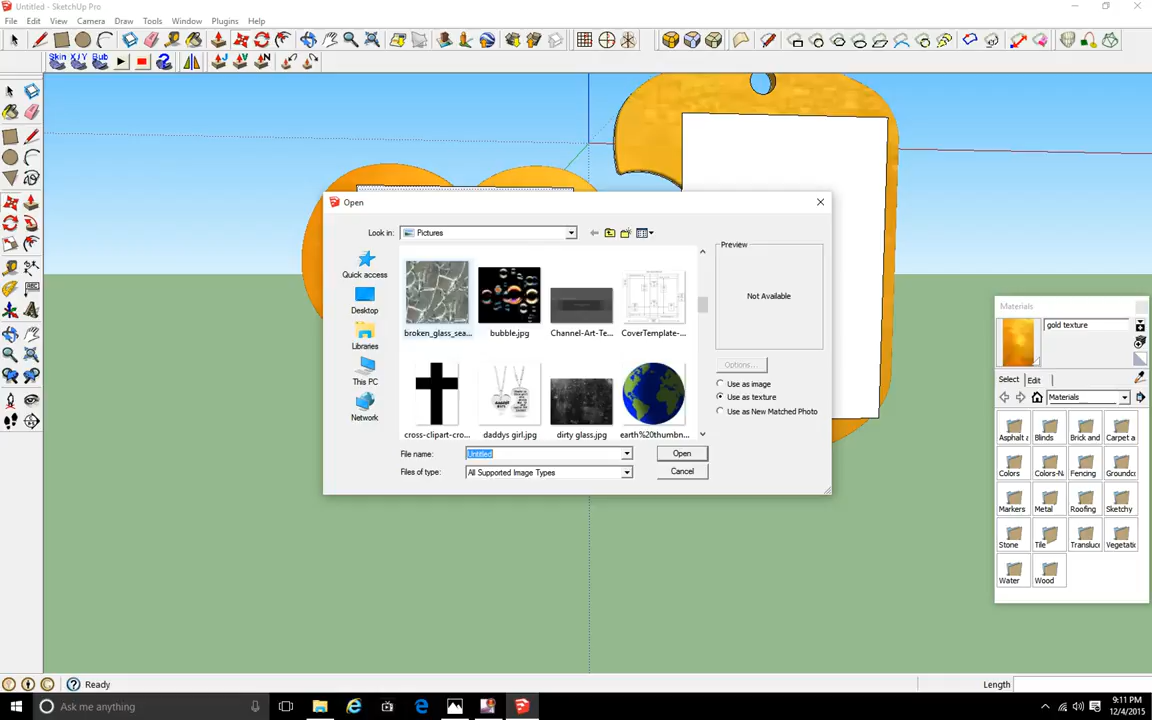 Untitled - SketchUp Pro
File Edit View Camera Draw Tools Window Plugins Help
Skin X/Y Bub
Open
Look in: Pictures
Quick access
Desktop
Libraries
This PC
Network
broken_glass_sea... bubble.jpg Channel-Art-Te... CoverTemplate-...
cross-clipart-cro... daddys girl.jpg dirty glass.jpg earth%20thumbn...
File name: Untitled Open
Files of type: All Supported Image Types Cancel
Preview
Not Available
Options...
Use as image
Use as texture
Use as New Matched Photo
Materials
gold texture
Select Edit
Materials
Asphalt a Blinds Brick and Carpet a
Colors Colors-N Fencing Groundc
Markers Metal Roofing Sketchy
Stone Tile Transluc Vegetati
Water Wood
Ready
Length
Ask me anything
9:11 PM
12/4/2015